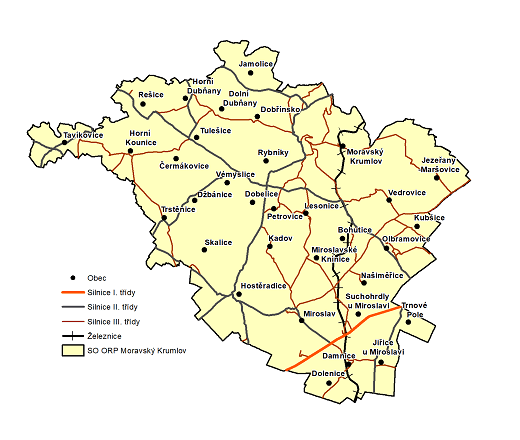 Jamolice
Horní
Dubňany
Řešice
Dolní
Dubňany
Dobřínsko
Tavíkovice
Horní
Kounice
Tulešice
Moravský
Krumlov
Rybníky
Čermákovice
Jezeřany
Maršovice
Vémyslice
Džbánice
Dobelice
Vedrovice
Trstěnice
Petrovice
Lesonice
Kubšice
Bohutice
Olbramovice
Skalice
Kadov
Miroslavské
Knínice
Našiměřice
Hostěradice
Suchohrdly
u Miroslavi
Trnové
Pole
Miroslav
Jiřice
u Miroslavi
Damnice
Dolenice
Obec
Silnice I. třídy
Silnice II. třídy
Silnice III. třídy
Železnice
SO ORP Moravský Krumlov